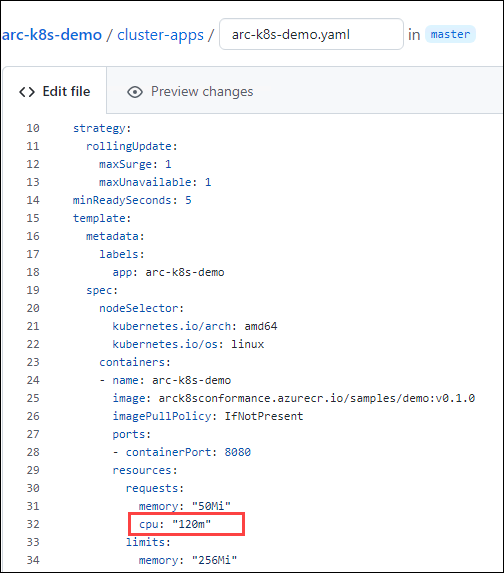 arc-k8s-demo / cluster-apps / arc-k8s-demo.yaml in master
<> Edit file Preview changes
10 strategy:
11 rollingUpdate:
12 maxSurge: 1
13 maxUnavailable: 1
14 minReadySeconds: 5
15 template:
16 metadata:
17 labels:
18 app: arc-k8s-demo
19 spec:
20 nodeSelector:
21 kubernetes.io/arch: amd64
22 kubernetes.io/os: linux
23 containers:
24 - name: arc-k8s-demo
25 image: arck8sconformance.azurecr.io/samples/demo:v0.1.0
26 imagePullPolicy: IfNotPresent
27 ports:
28 - containerPort: 8080
29 resources:
30 requests:
31 memory: "50Mi"
32 cpu: "120m"
33 limits:
34 memory: "256Mi"